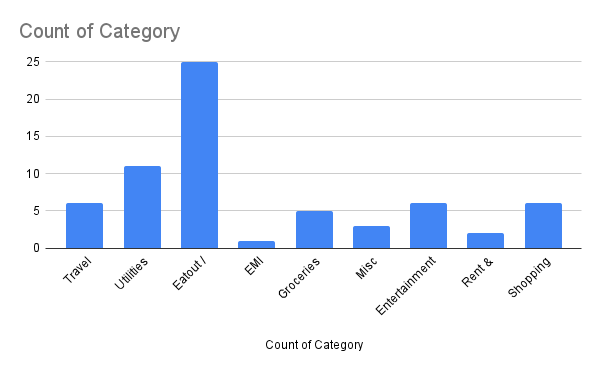 Count of Category
25
20
15
10
5
0
Travel
Utilities
Eatout /
EMI
Groceries
Misc
Entertainment
Rent &
Shopping
Count of Category